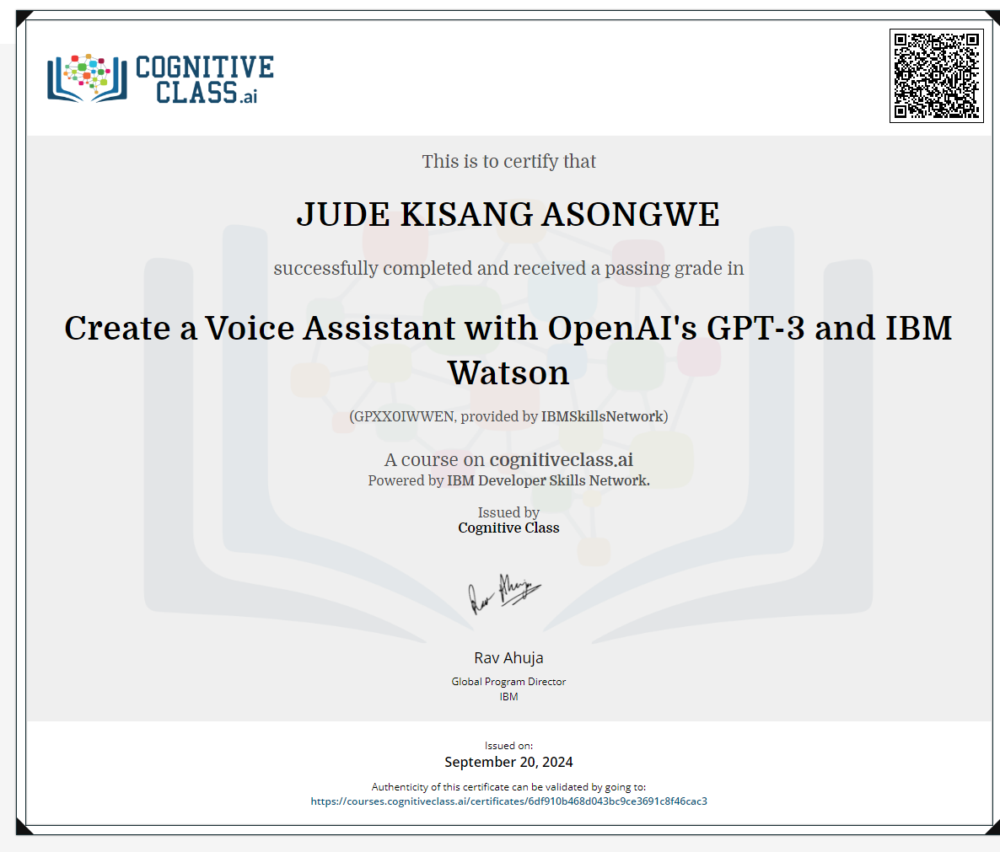 COGNITIVE
CLASS.ai
This is to certify that
JUDE KISANG ASONGWE
successfully completed and received a passing grade in
Create a Voice Assistant with OpenAI's GPT-3 and IBM
Watson
(GPXX0IWWEN, provided by IBMSkillsNetwork)
A course on cognitiveclass.ai
Powered by IBM Developer Skills Network.
Issued by
Cognitive Class
Rav Ahuja
Rav Ahuja
Global Program Director
IBM
Issued on:
September 20, 2024
Authenticity of this certificate can be validated by going to:
https://courses.cognitiveclass.ai/certificates/6df910b468d043bc9ce3691c8f46cac3